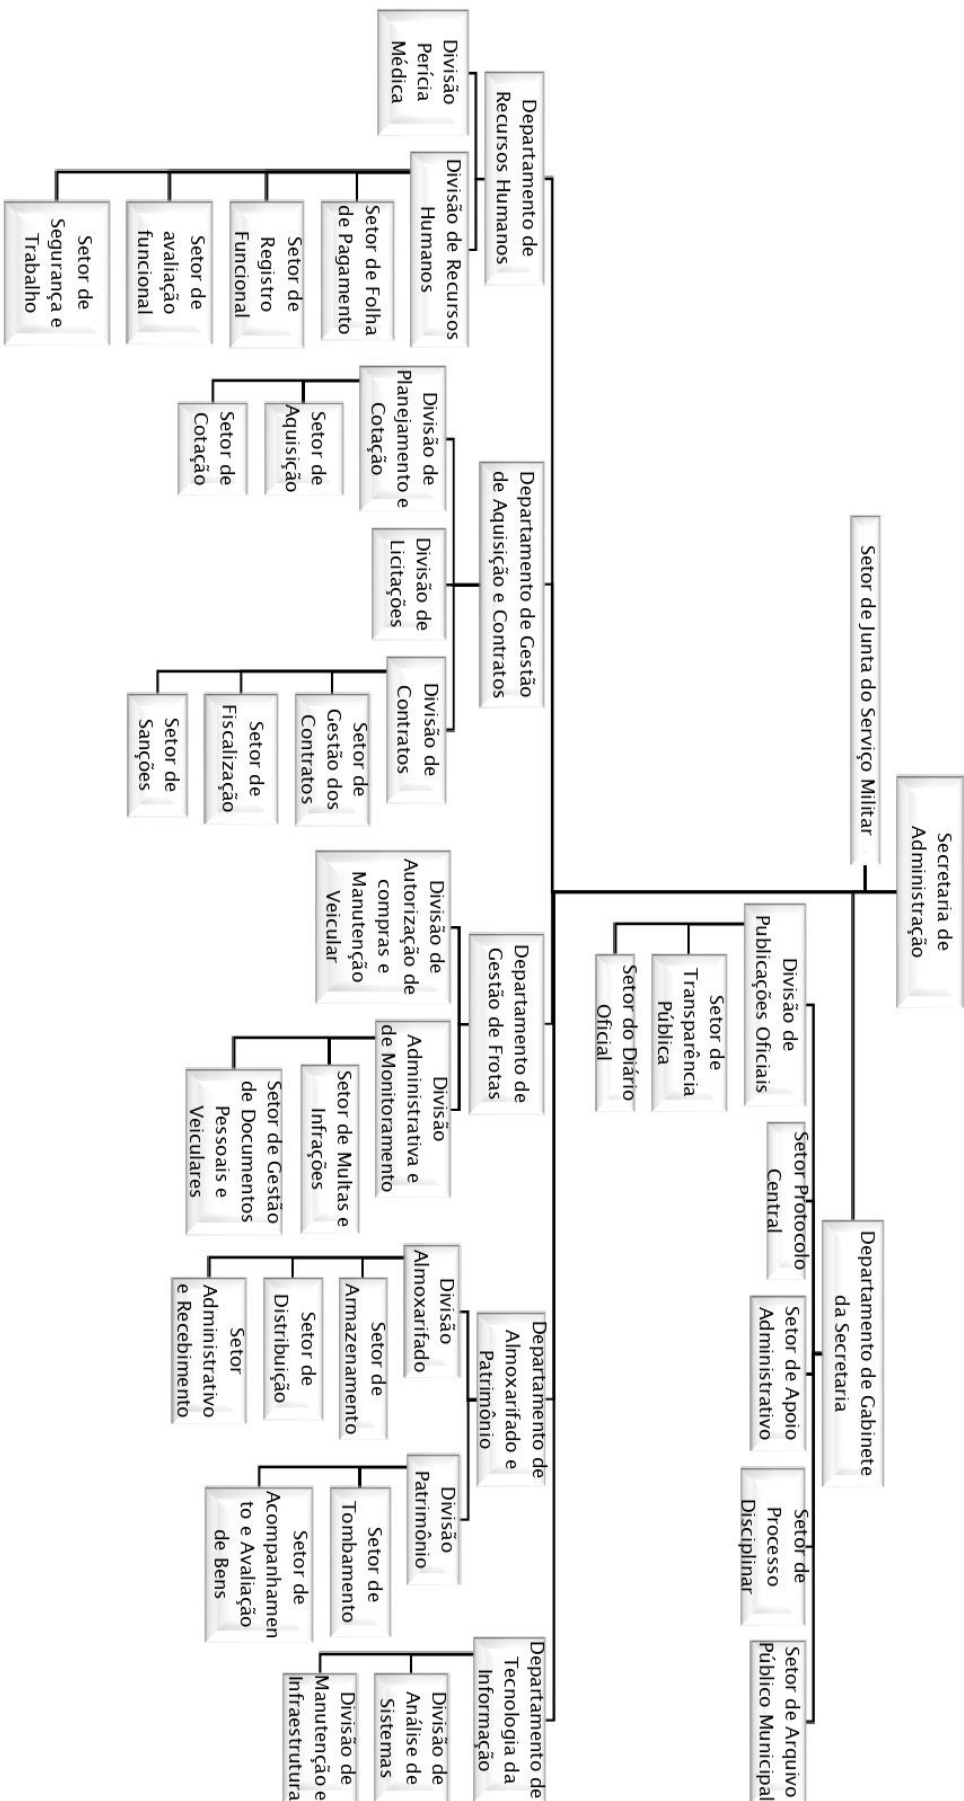 Secretaria de
Administração
Setor de Junta do Serviço Militar
Departamento de Gabinete
da Secretaria
Divisão de
Publicações Oficiais
Setor de
Transparência
Pública
Setor do Diário
Oficial
Setor Protocolo
Central
Setor de Apoio
Administrativo
Setor de
Processo
Disciplinar
Setor de Arquivo
Público Municipal
Departamento de
Recursos Humanos
Divisão
Perícia
Médica
Divisão de Recursos
Humanos
Setor de Folha
de Pagamento
Setor de
Registro
Funcional
Setor de
avaliação
funcional
Setor de
Segurança e
Trabalho
Departamento de Gestão
de Aquisição e Contratos
Divisão de
Planejamento e
Cotação
Setor de
Aquisição
Setor de
Cotação
Divisão de
Licitações
Divisão de
Contratos
Setor de
Gestão dos
Contratos
Setor de
Fiscalização
Setor de
Sanções
Departamento de
Gestão de Frotas
Divisão de
Autorização de
compras e
Manutenção
Veicular
Divisão
Administrativa e
de Monitoramento
Setor de Multas e
Infrações
Setor de Gestão
de Documentos
Pessoais e
Veiculares
Departamento de
Almoxarifado e
Patrimônio
Divisão
Almoxarifado
Setor de
Armazenamento
Setor de
Distribuição
Setor
Administrativo
e Recebimento
Divisão
Patrimônio
Setor de
Tombamento
Setor de
Acompanhamen
to e Avaliação
de Bens
Departamento de
Tecnologia da
Informação
Divisão de
Análise de
Sistemas
Divisão de
Manutenção e
Infraestrutura